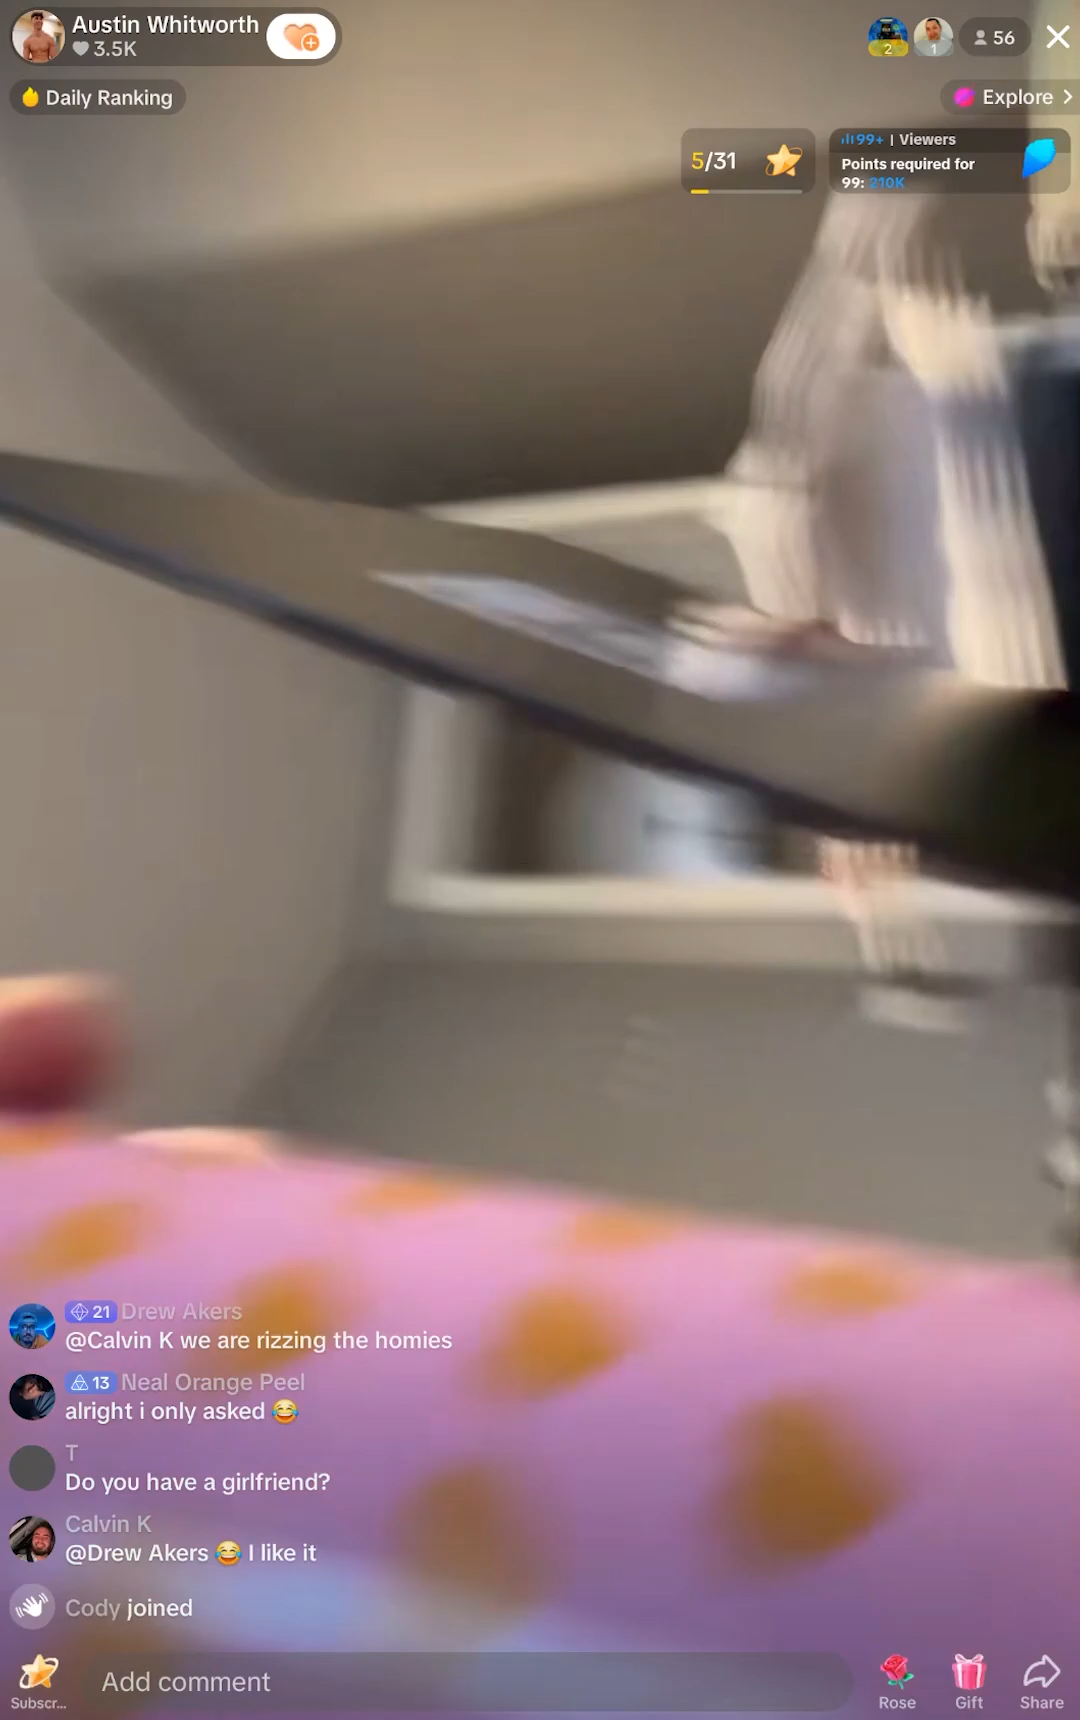 Austin Whitworth
3.5K
2
1
56
Daily Ranking
Explore
5/31
99+ | Viewers
Points required for
99: 210K
21 Drew Akers
@Calvin K we are rizzing the homies
13 Neal Orange Peel
alright i only asked 😂
T
Do you have a girlfriend?
Calvin K
@Drew Akers 😂 I like it
Cody joined
Subscr...
Add comment
Rose
Gift
Share